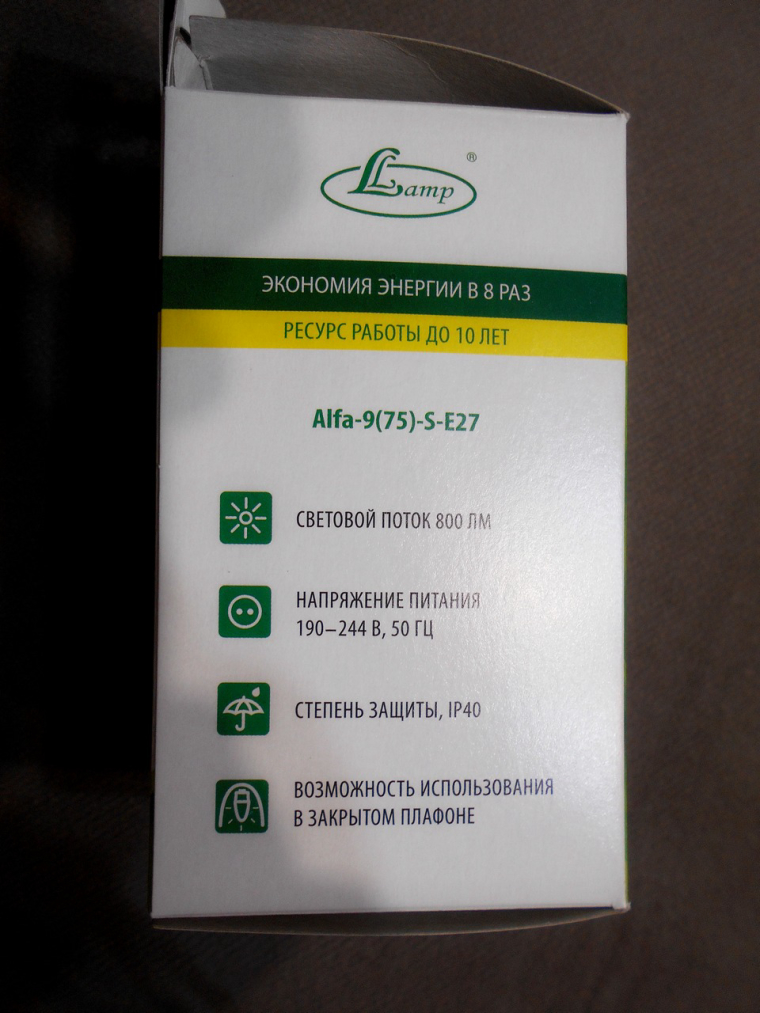 LLamp®
ЭКОНОМИЯ ЭНЕРГИИ В 8 РАЗ
РЕСУРС РАБОТЫ ДО 10 ЛЕТ
Alfa-9(75)-S-E27
СВЕТОВОЙ ПОТОК 800 ЛМ
НАПРЯЖЕНИЕ ПИТАНИЯ
190–244 В, 50 ГЦ
СТЕПЕНЬ ЗАЩИТЫ, IP40
ВОЗМОЖНОСТЬ ИСПОЛЬЗОВАНИЯ
В ЗАКРЫТОМ ПЛАФОНЕ